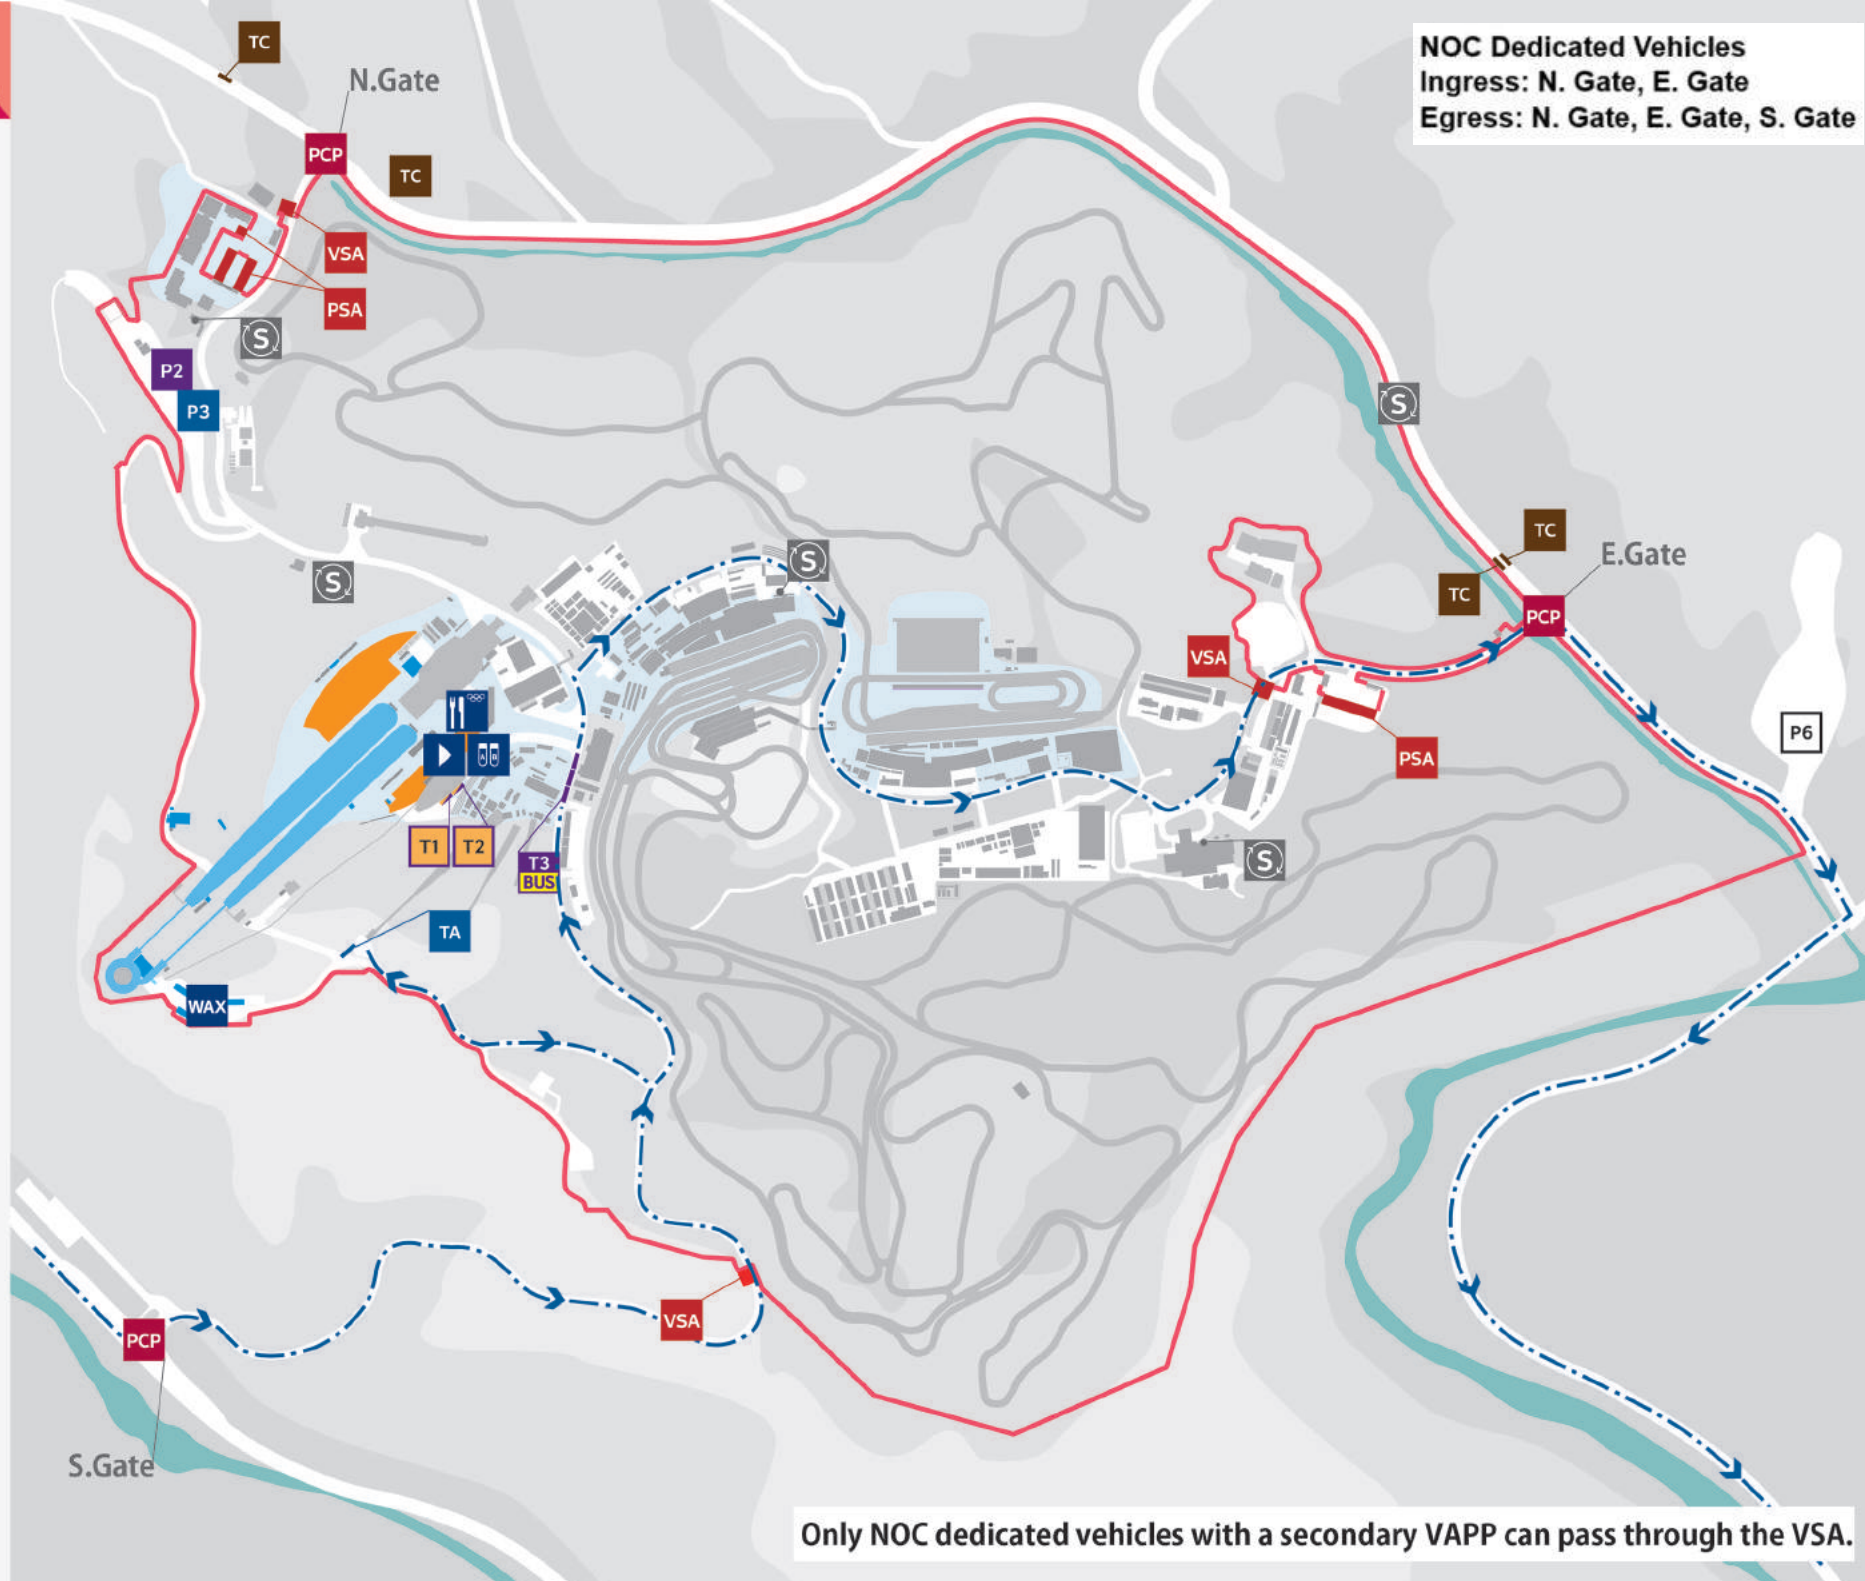 TC
N.Gate
NOC Dedicated Vehicles
Ingress: N. Gate, E. Gate
Egress: N. Gate, E. Gate, S. Gate
PCP
TC
VSA
PSA
S
P2
P3
S
S
S
TC
E.Gate
TC
PCP
VSA
P6
PSA
A B
T1
T2
T3
BUS
S
TA
WAX
VSA
PCP
S.Gate
Only NOC dedicated vehicles with a secondary VAPP can pass through the VSA.